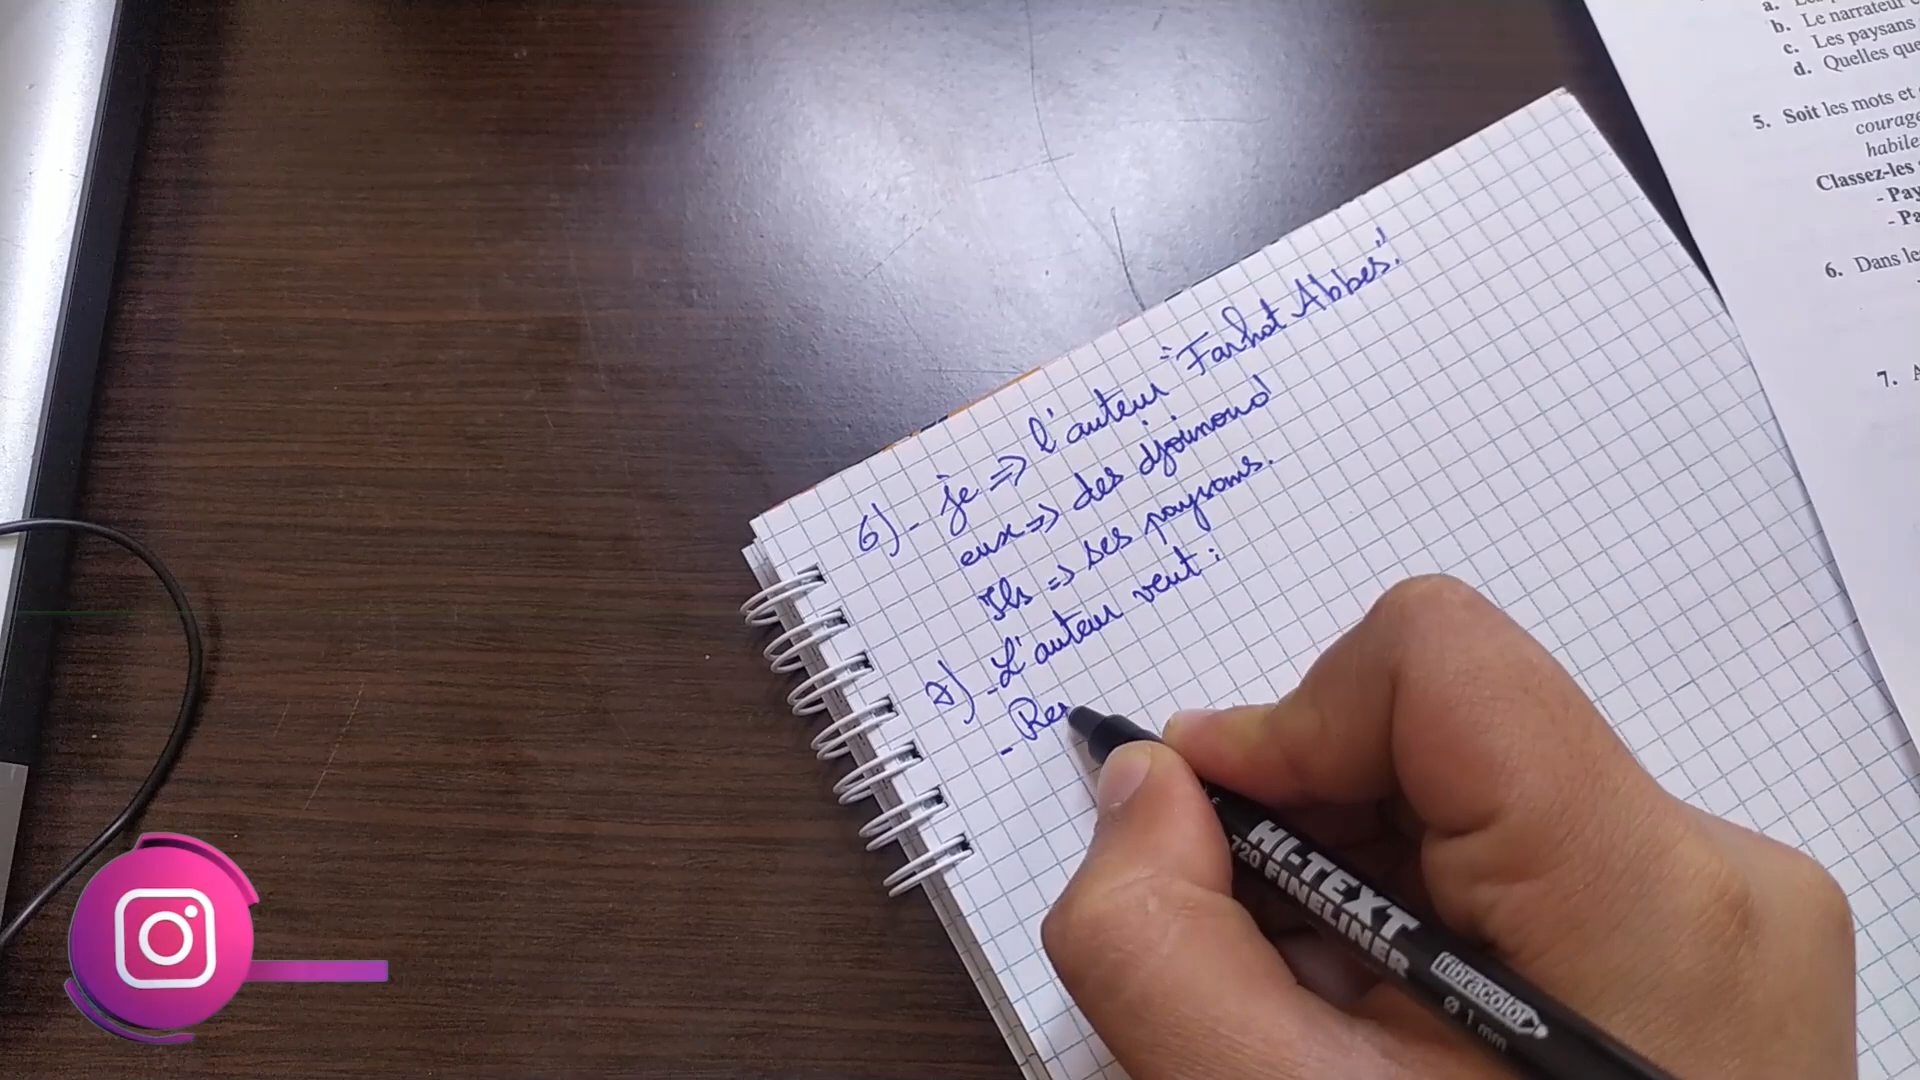 6)- je => l'auteur "Farhat Abbes."
eux => des djounoud
Ils => ses paysans.
7)- L'auteur veut :
- Re
HI-TEXT
720 FINELINER
fibracolor
Ø 1 mm
a.
b. Le narrateur
c. Les paysans
d. Quelles que
5. Soit les mots et
courage
habile
Classez-les
- Pay
- Pa
6. Dans le
7. A